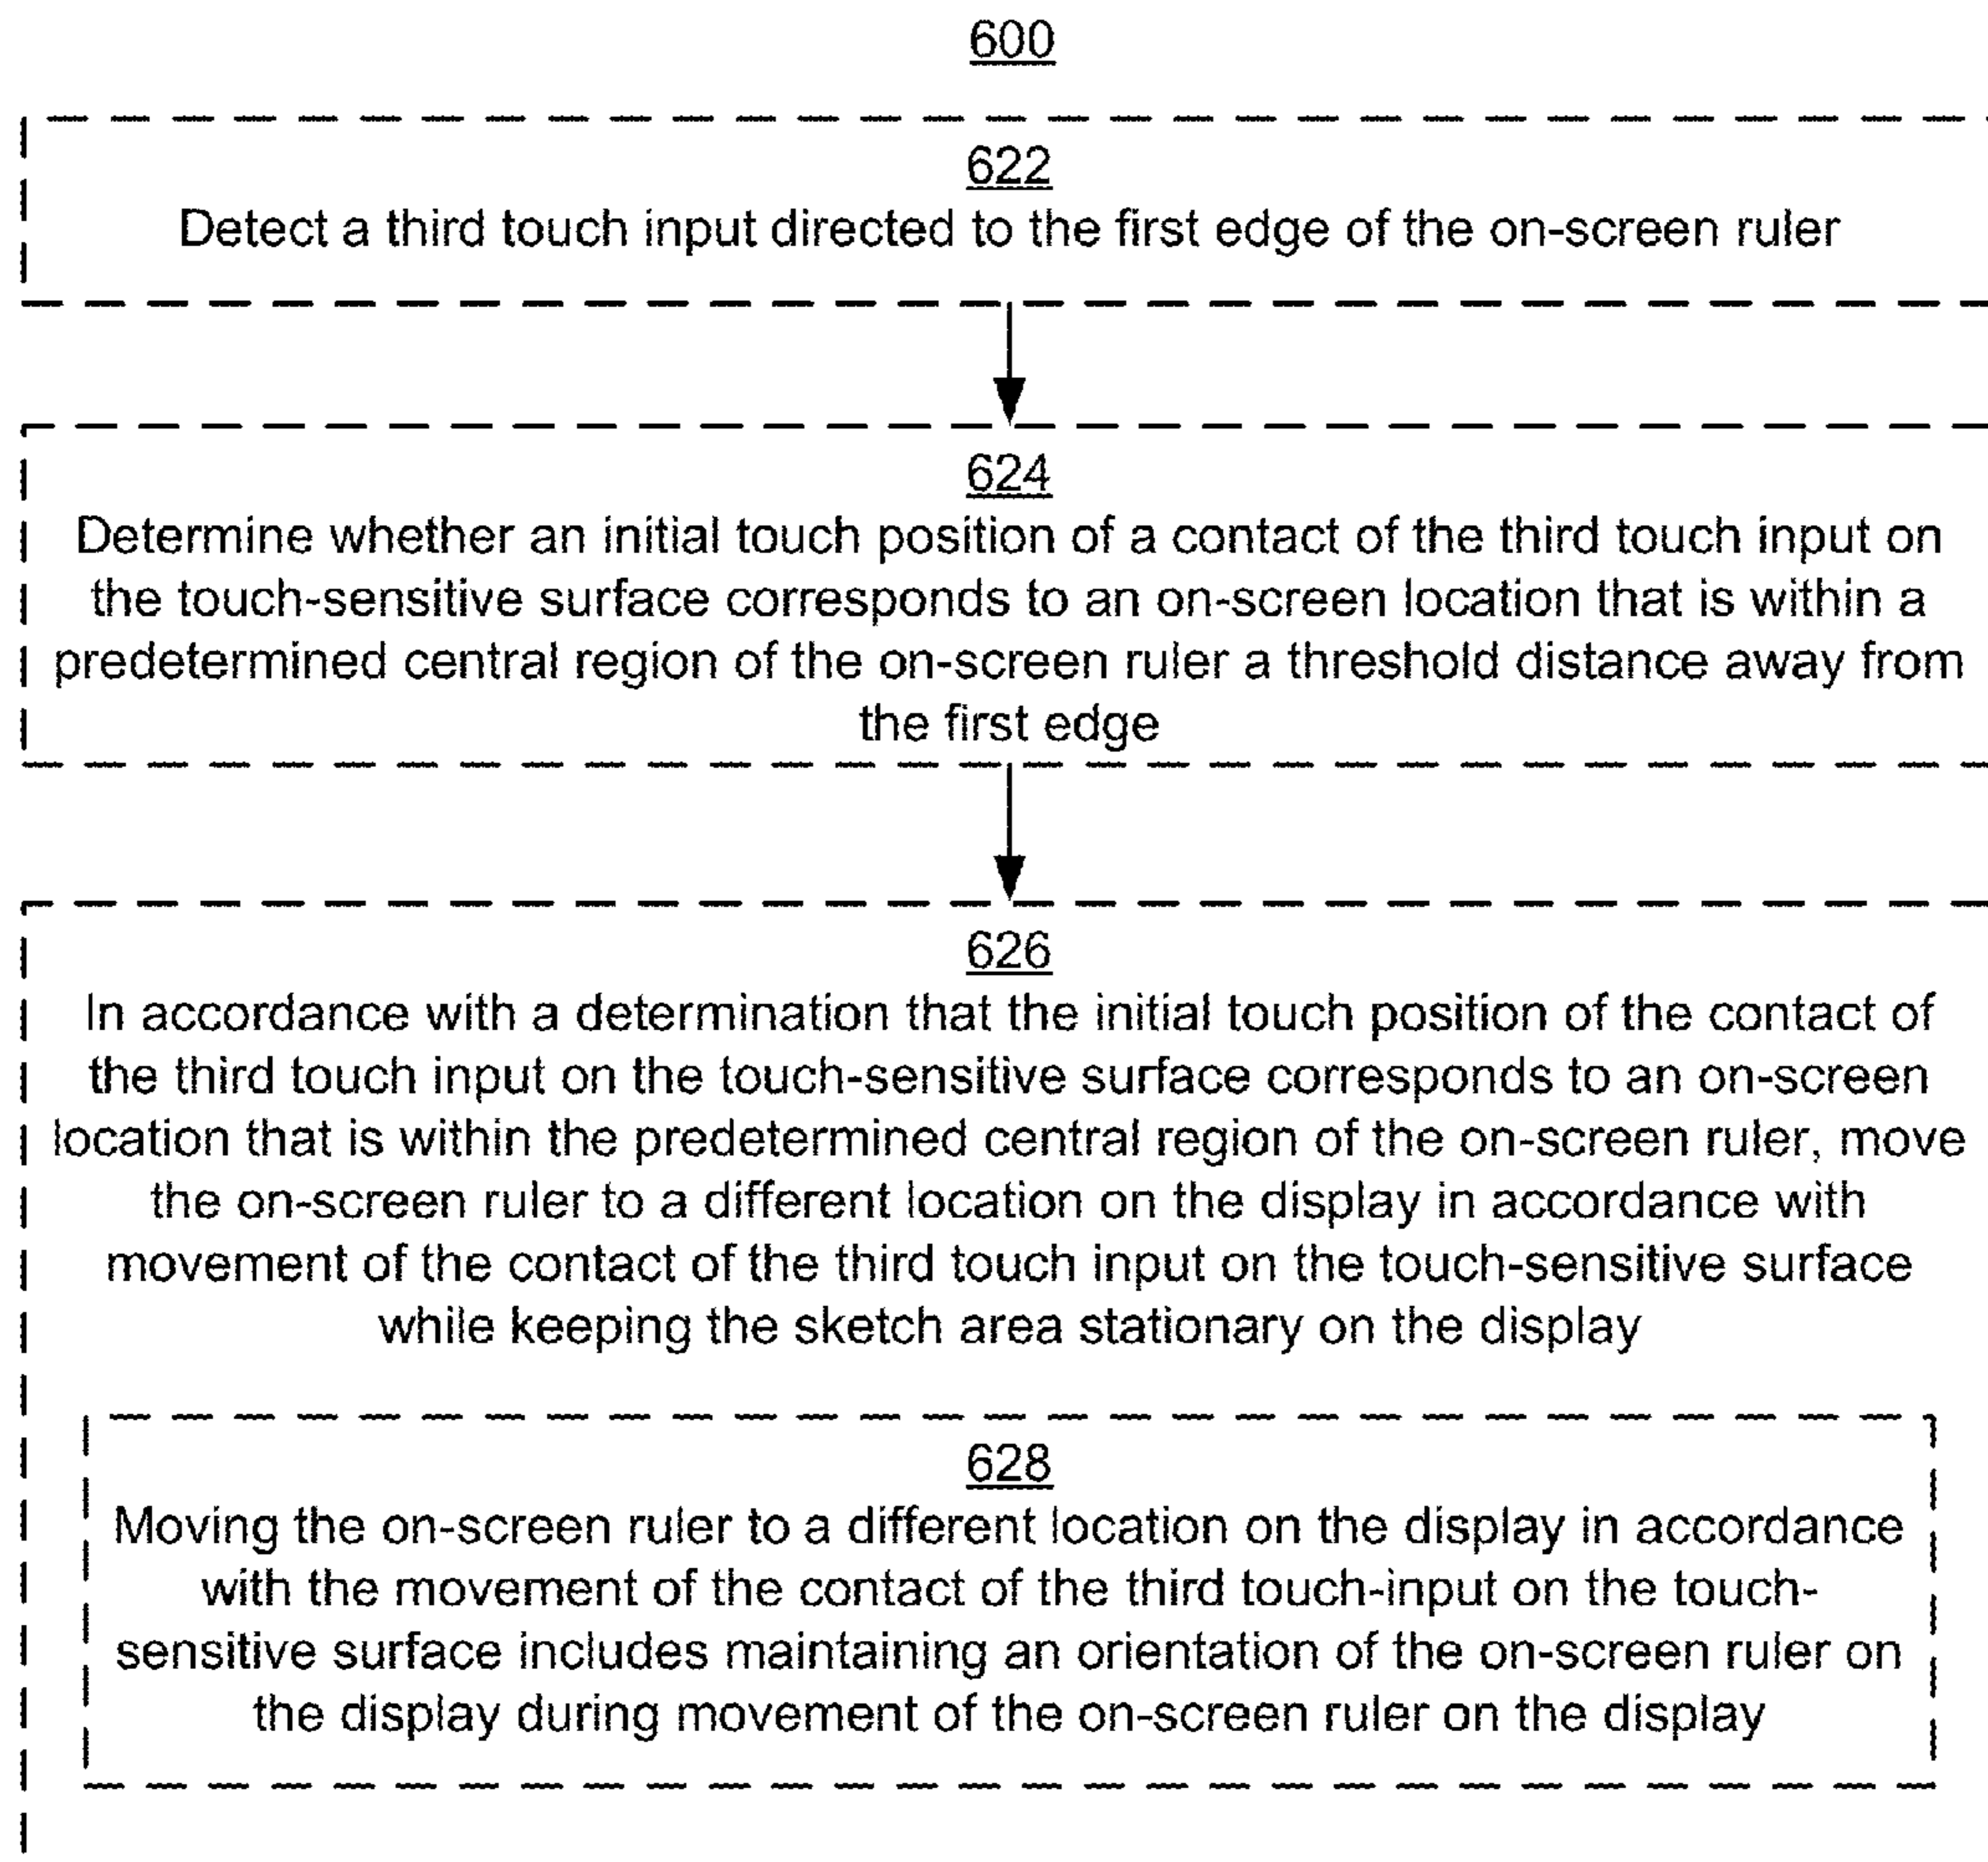 600
622
Detect a third touch input directed to the first edge of the on-screen ruler
624
Determine whether an initial touch position of a contact of the third touch input on
the touch-sensitive surface corresponds to an on-screen location that is within a
predetermined central region of the on-screen ruler a threshold distance away from
the first edge
626
In accordance with a determination that the initial touch position of the contact of
the third touch input on the touch-sensitive surface corresponds to an on-screen
location that is within the predetermined central region of the on-screen ruler, move
the on-screen ruler to a different location on the display in accordance with
movement of the contact of the third touch input on the touch-sensitive surface
while keeping the sketch area stationary on the display
628
Moving the on-screen ruler to a different location on the display in accordance
with the movement of the contact of the third touch-input on the touch-
sensitive surface includes maintaining an orientation of the on-screen ruler on
the display during movement of the on-screen ruler on the display